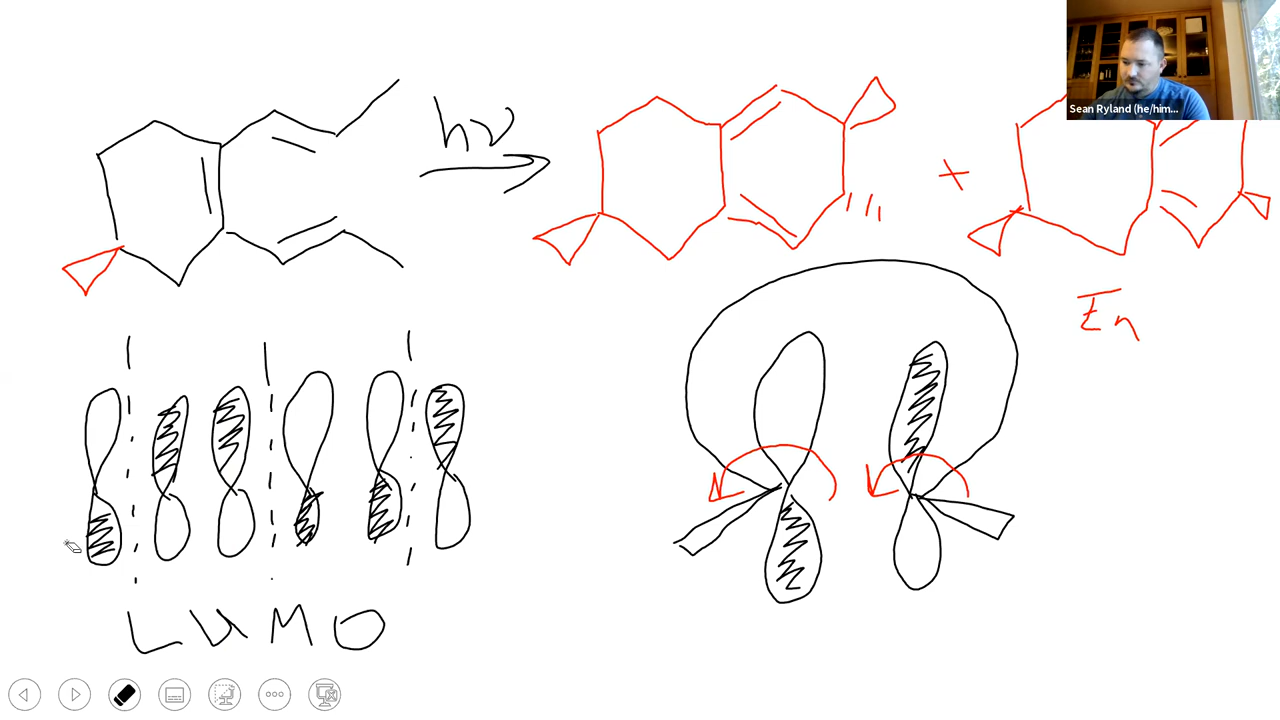 Sean Ryland (he/him...
hν
+
En
LUMO